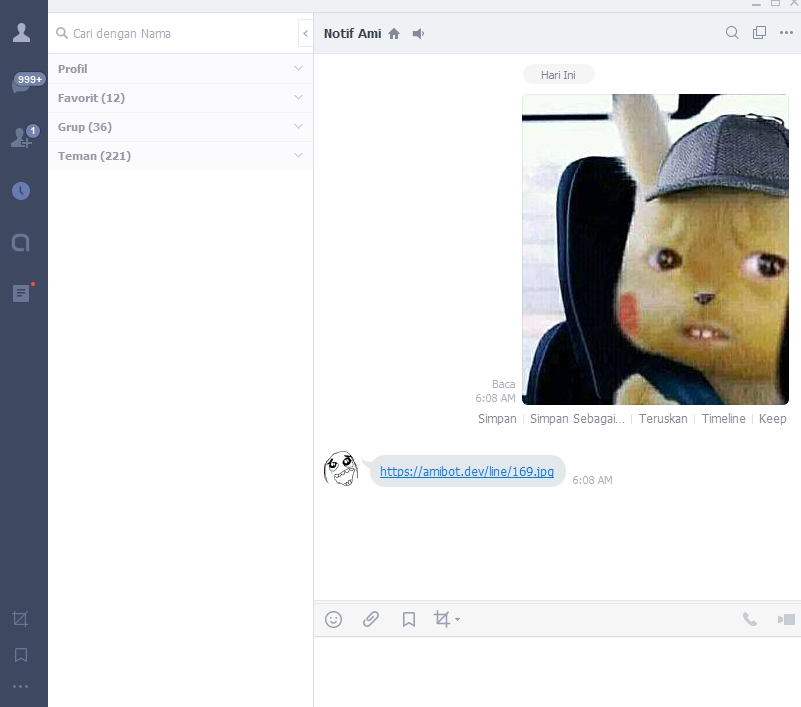 999+
1
Cari dengan Nama
Profil
Favorit (12)
Grup (36)
Teman (221)
Notif Ami
Hari Ini
Baca
6:08 AM
Simpan | Simpan Sebagai... | Teruskan | Timeline | Keep
https://amibot.dev/line/169.jpg
6:08 AM